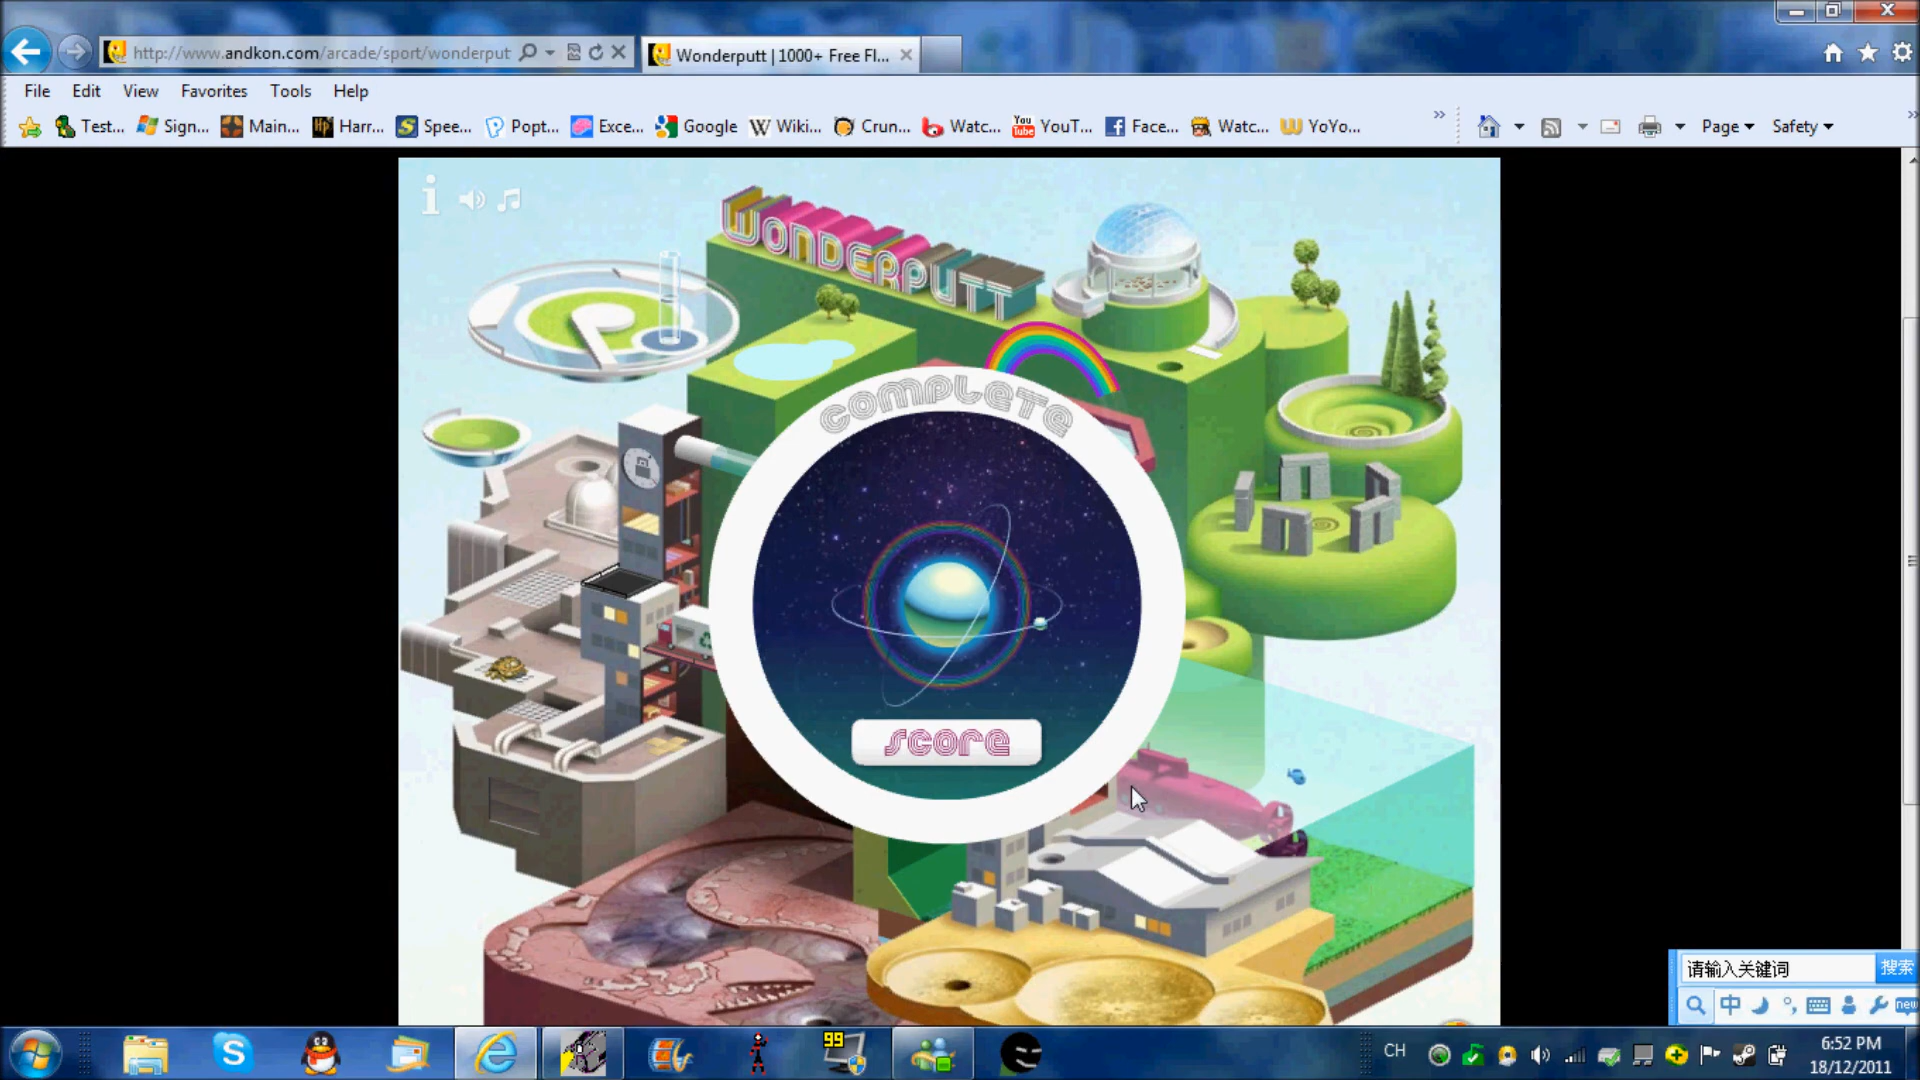 http://www.andkon.com/arcade/sport/wonderput
Wonderputt | 1000+ Free Fl...
File Edit View Favorites Tools Help
Test... Sign... Main... Harr... Spee... Popt... Exce... Google Wiki... Crun... Watc... YouT... Face... Watc... YoYo... Page Safety
WONDERPUTT
COMPLETE
score
请输入关键词 搜索
中 new
99
CH
6:52 PM
18/12/2011